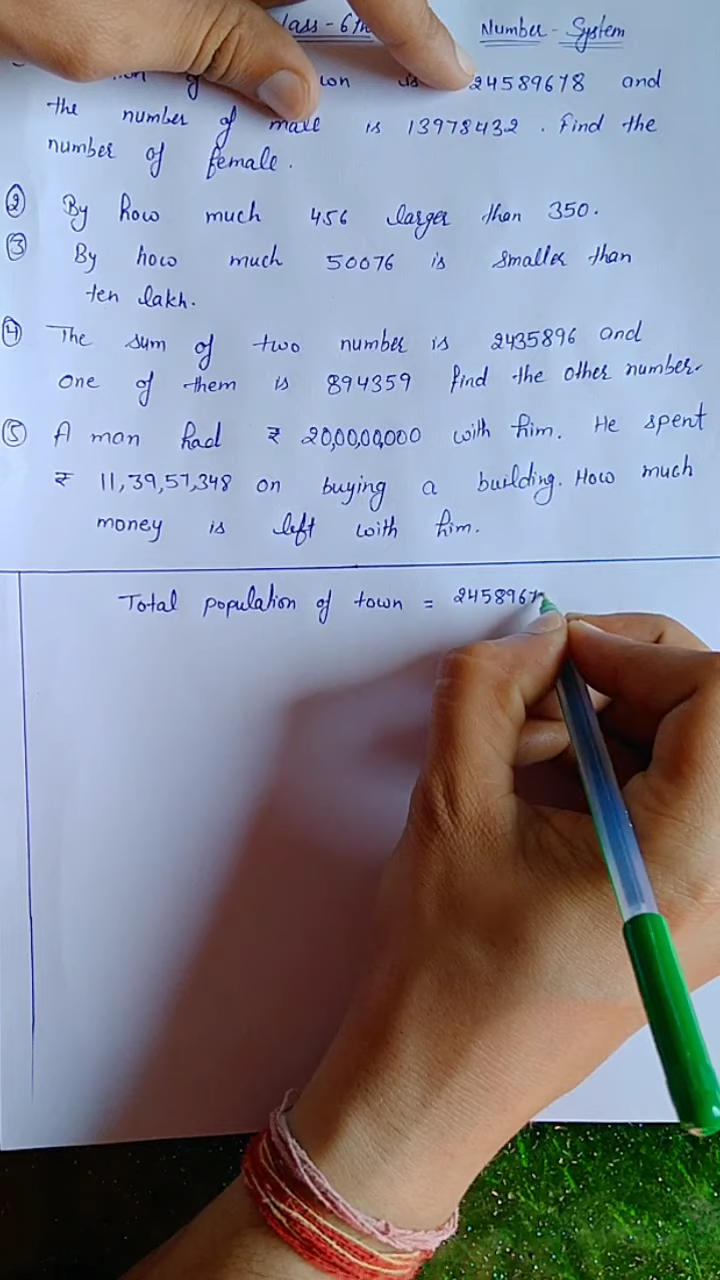 Class - 6th Number - System
is 24589678 and
the number of male is 13978432 . Find the
number of female .
② By how much 456 larger than 350.
③ By how much 50076 is smaller than
ten lakh.
④ The sum of two number is 2435896 and
one of them is 894359 find the other number.
⑤ A man had ₹ 20,00,00,000 with him. He spent
₹ 11,39,57,348 on buying a building. How much
money is left with him.
Total population of town = 2458967